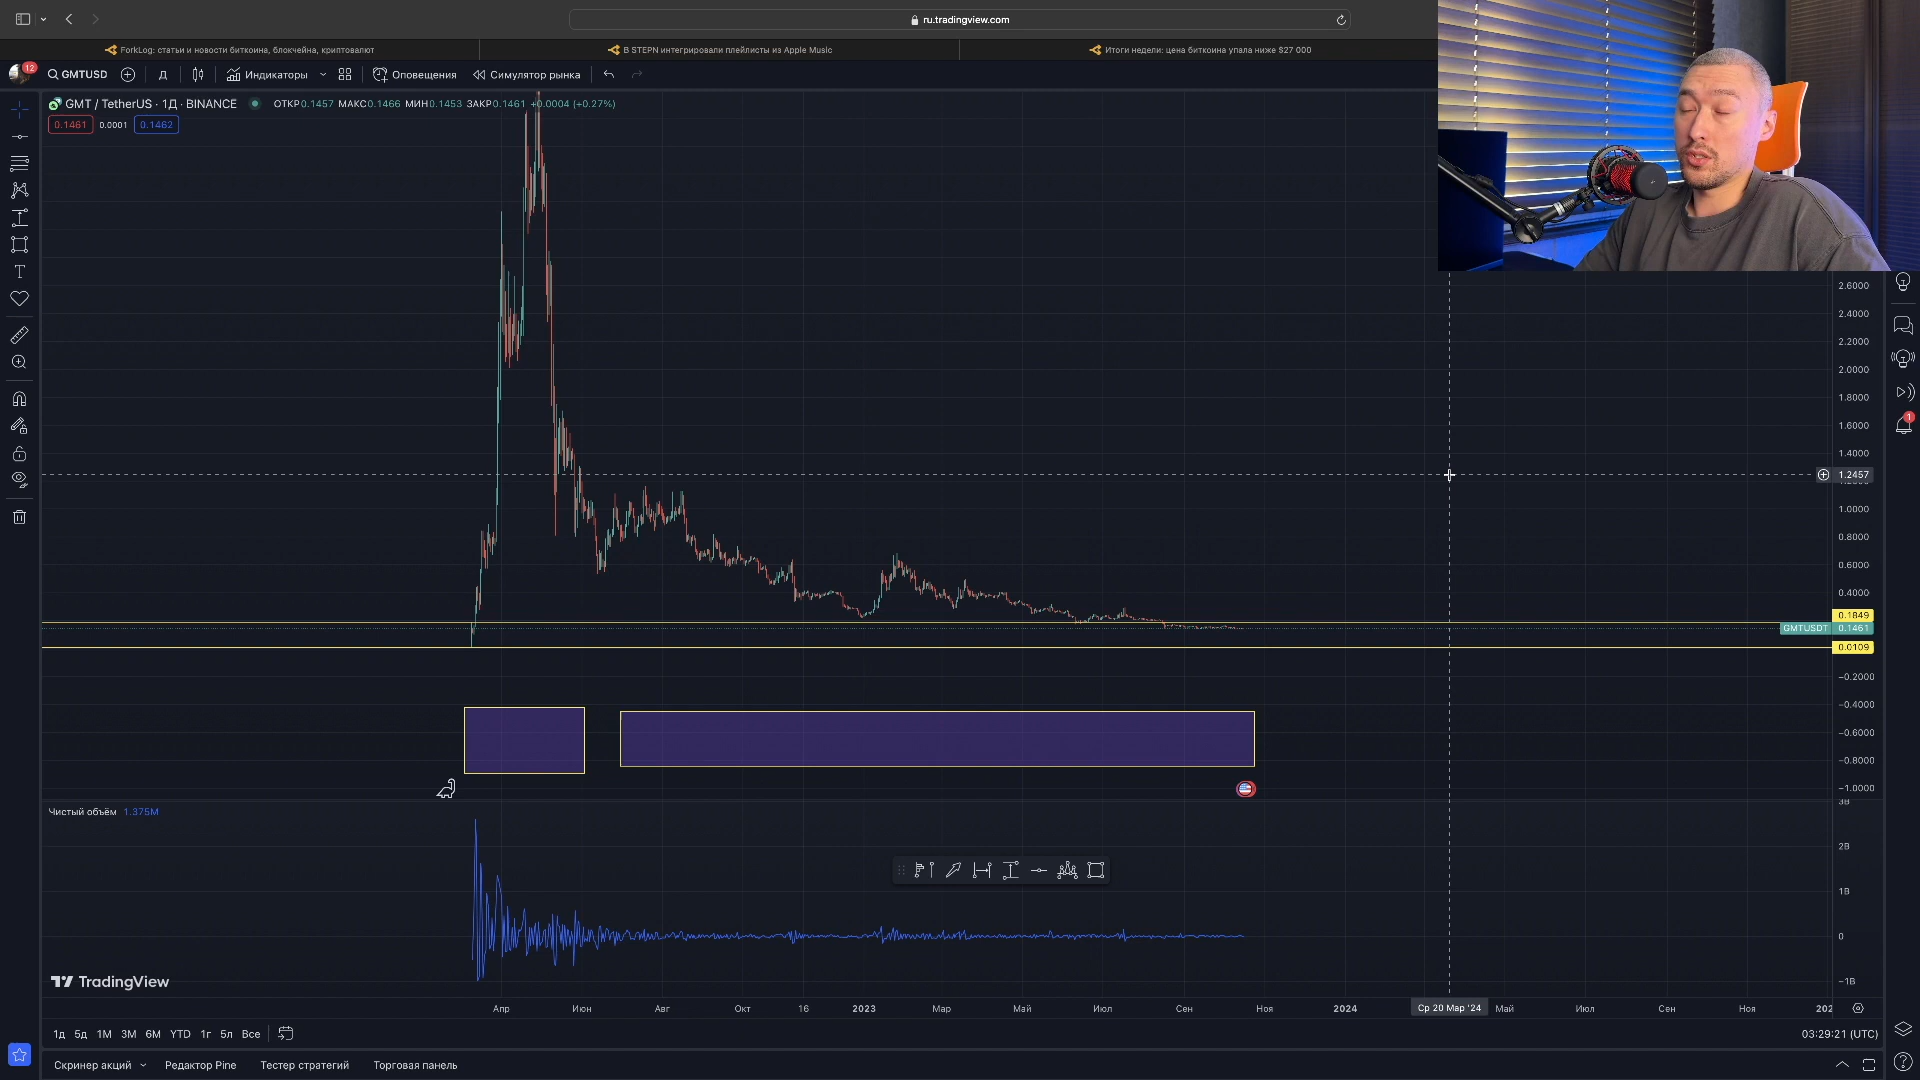 ru.tradingview.com
ForkLog: статьи и новости биткоина, блокчейна, криптовалют
В STEPN интегрировали плейлисты из Apple Music
Итоги недели: цена биткоина упала ниже $27 000
12
GMTUSD
Д
Индикаторы
Оповещения
Симулятор рынка
GMT / TetherUS · 1Д · BINANCE
ОТКР0.1457 МАКС0.1466 МИН0.1453 ЗАКР0.1461 +0.0004 (+0.27%)
0.1461
0.0001
0.1462
2.6000
2.4000
2.2000
2.0000
1.8000
1.6000
1
1.4000
1.2457
1.0000
0.8000
0.6000
0.4000
0.1849
GMTUSDT 0.1461
0.0109
−0.2000
−0.4000
−0.6000
−0.8000
−1.0000
Чистый объём 1.375M
3B
2B
1B
0
−1B
TradingView
Апр
Июн
Авг
Окт
16
2023
Мар
Май
Июл
Сен
Ноя
2024
Ср 20 Мар '24
Май
Июл
Сен
Ноя
202
1д 5д 1М 3М 6М YTD 1г 5л Все
03:29:21 (UTC)
Скринер акций
Редактор Pine
Тестер стратегий
Торговая панель